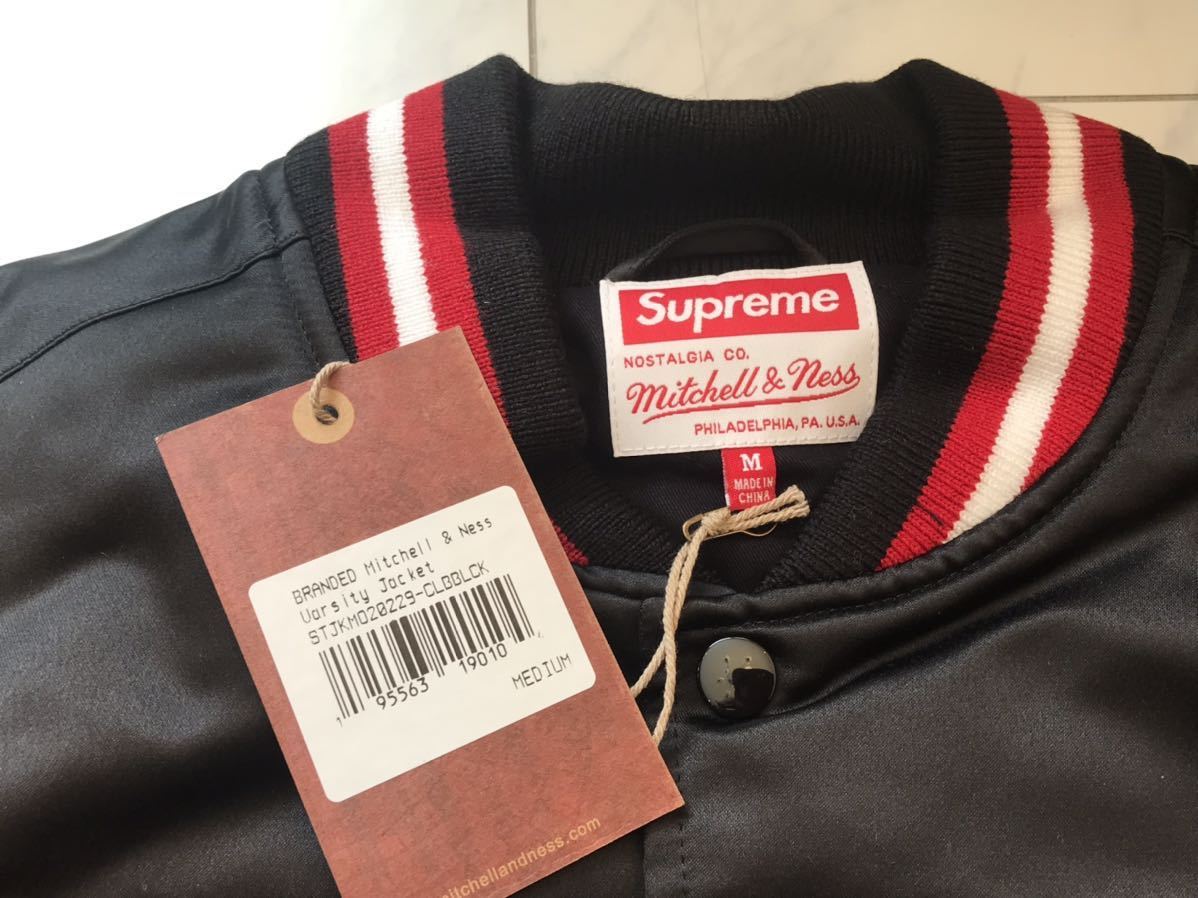 Supreme
NOSTALGIA CO.
Mitchell & Ness
PHILADELPHIA, PA. U.S.A.
M
MADE IN
CHINA
BRANDED Mitchell & Ness
Varsity Jacket
STJKMO20229-CLBBLCK
1 95563 19010
MEDIUM
mitchellandness.com